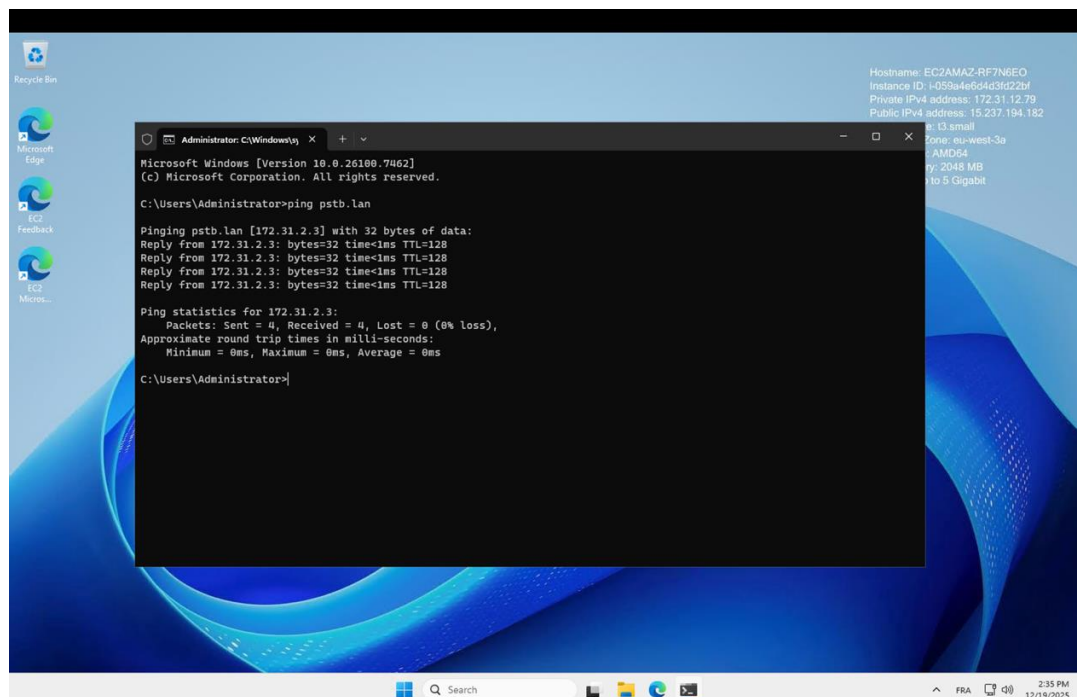 Recycle Bin
Microsoft
Edge
EC2
Feedback
EC2
Micros...
Hostname: EC2AMAZ-RF7N6EO
Instance ID: i-059a4e6d4d3fd22bf
Private IPv4 address: 172.31.12.79
Public IPv4 address: 15.237.194.182
e: t3.small
Zone: eu-west-3a
: AMD64
ry: 2048 MB
to 5 Gigabit
Administrator: C:\Windows\sy
Microsoft Windows [Version 10.0.26100.7462]
(c) Microsoft Corporation. All rights reserved.
C:\Users\Administrator>ping pstb.lan
Pinging pstb.lan [172.31.2.3] with 32 bytes of data:
Reply from 172.31.2.3: bytes=32 time<1ms TTL=128
Reply from 172.31.2.3: bytes=32 time<1ms TTL=128
Reply from 172.31.2.3: bytes=32 time<1ms TTL=128
Reply from 172.31.2.3: bytes=32 time<1ms TTL=128
Ping statistics for 172.31.2.3:
Packets: Sent = 4, Received = 4, Lost = 0 (0% loss),
Approximate round trip times in milli-seconds:
Minimum = 0ms, Maximum = 0ms, Average = 0ms
C:\Users\Administrator>
Search
FRA
2:35 PM
12/19/2025